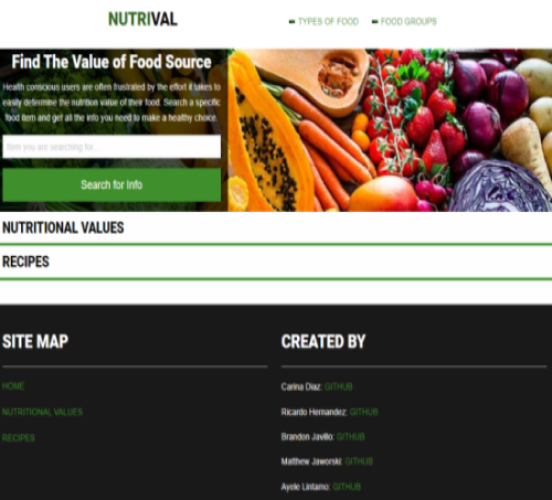 NUTRIVAL
TYPES OF FOOD
FOOD GROUPS
Find The Value of Food Source
Health conscious users are often frustrated by the effort it takes to
easily determine the nutrition value of their food. Search a specific
food item and get all the info you need to make a healthy choice.
Item you are searching for...
Search for Info
NUTRITIONAL VALUES
RECIPES
SITE MAP
HOME
NUTRITIONAL VALUES
RECIPES
CREATED BY
Carina Diaz: GITHUB
Ricardo Hernandez: GITHUB
Brandon Javillo: GITHUB
Matthew Jaworski: GITHUB
Ayele Lintamo: GITHUB